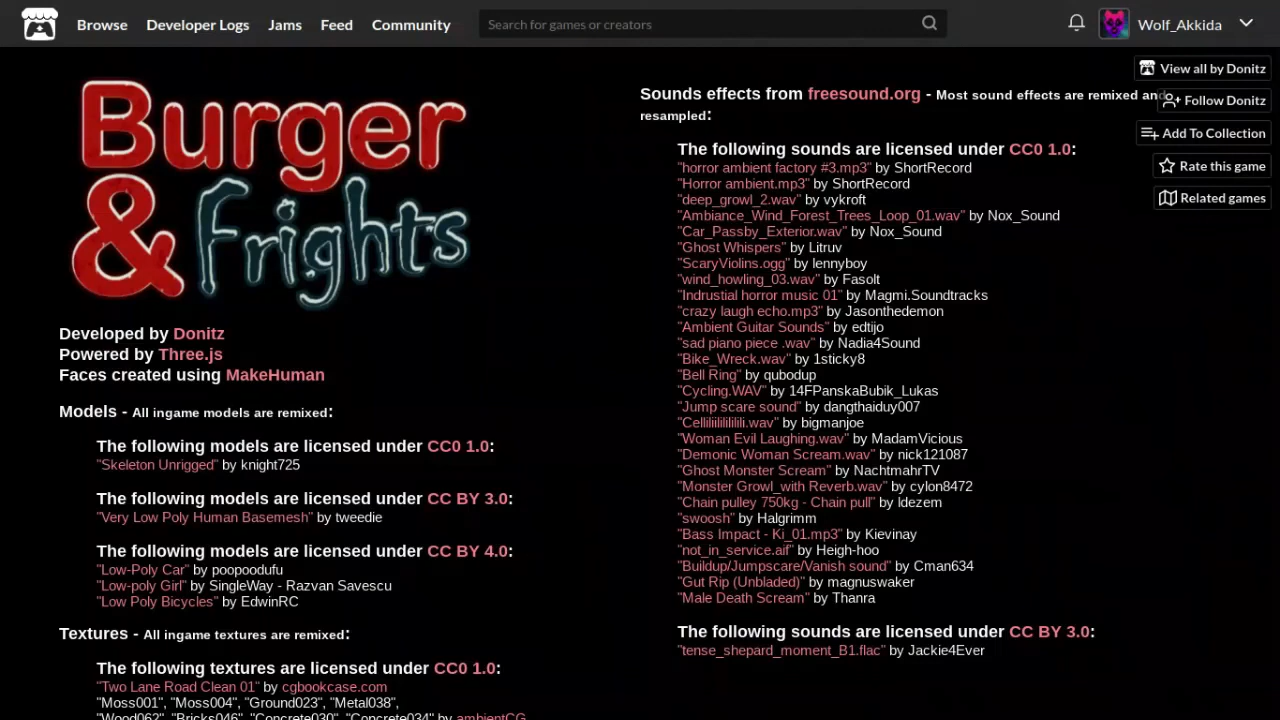 Browse
Developer Logs
Jams
Feed
Community
Search for games or creators
Wolf_Akkida
View all by Donitz
Follow Donitz
Add To Collection
Rate this game
Related games
Burger
& Frights
Developed by Donitz
Powered by Three.js
Faces created using MakeHuman
Models - All ingame models are remixed:
The following models are licensed under CC0 1.0:
"Skeleton Unrigged" by knight725
The following models are licensed under CC BY 3.0:
"Very Low Poly Human Basemesh" by tweedie
The following models are licensed under CC BY 4.0:
"Low-Poly Car" by poopoodufu
"Low-poly Girl" by SingleWay - Razvan Savescu
"Low Poly Bicycles" by EdwinRC
Textures - All ingame textures are remixed:
The following textures are licensed under CC0 1.0:
"Two Lane Road Clean 01" by cgbookcase.com
"Moss001", "Moss004", "Ground023", "Metal038",
"Wood062", "Bricks046", "Concrete030", "Concrete034" by ambientCG
Sounds effects from freesound.org - Most sound effects are remixed and
resampled:
The following sounds are licensed under CC0 1.0:
"horror ambient factory #3.mp3" by ShortRecord
"Horror ambient.mp3" by ShortRecord
"deep_growl_2.wav" by vykroft
"Ambiance_Wind_Forest_Trees_Loop_01.wav" by Nox_Sound
"Car_Passby_Exterior.wav" by Nox_Sound
"Ghost Whispers" by Litruv
"ScaryViolins.ogg" by lennyboy
"wind_howling_03.wav" by Fasolt
"Indrustial horror music 01" by Magmi.Soundtracks
"crazy laugh echo.mp3" by Jasonthedemon
"Ambient Guitar Sounds" by edtijo
"sad piano piece .wav" by Nadia4Sound
"Bike_Wreck.wav" by 1sticky8
"Bell Ring" by qubodup
"Cycling.WAV" by 14FPanskaBubik_Lukas
"Jump scare sound" by dangthaiduy007
"Celliiliililiiili.wav" by bigmanjoe
"Woman Evil Laughing.wav" by MadamVicious
"Demonic Woman Scream.wav" by nick121087
"Ghost Monster Scream" by NachtmahrTV
"Monster Growl_with Reverb.wav" by cylon8472
"Chain pulley 750kg - Chain pull" by ldezem
"swoosh" by Halgrimm
"Bass Impact - Ki_01.mp3" by Kievinay
"not_in_service.aif" by Heigh-hoo
"Buildup/Jumpscare/Vanish sound" by Cman634
"Gut Rip (Unbladed)" by magnuswaker
"Male Death Scream" by Thanra
The following sounds are licensed under CC BY 3.0:
"tense_shepard_moment_B1.flac" by Jackie4Ever